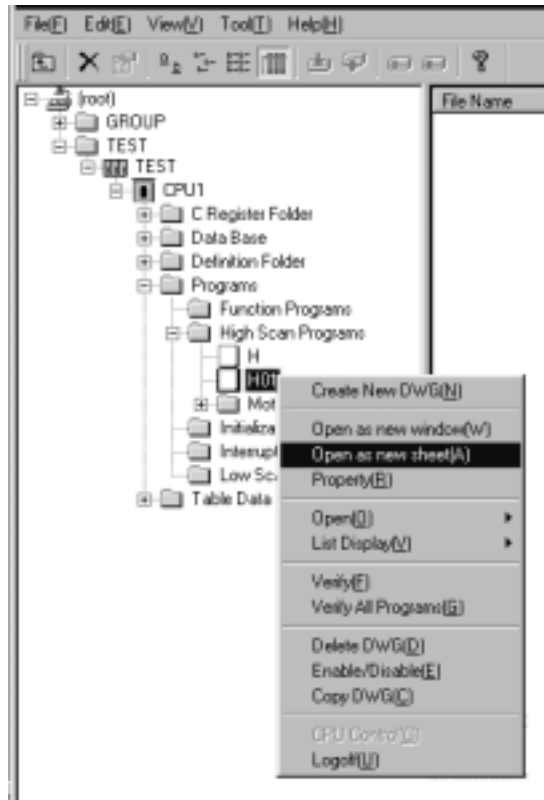 File(F) Edit(E) View(V) Tool(T) Help(H)
File Name
(root)
GROUP
TEST
TEST
CPU1
C Register Folder
Data Base
Definition Folder
Programs
Function Programs
High Scan Programs
H
H01
Mot
Initializa
Interrup
Low Sc
Table Data
Create New DWG(N)
Open as new window(W)
Open as new sheet(A)
Property(R)
Open(O)
List Display(V)
Verify(F)
Verify All Programs(G)
Delete DWG(D)
Enable/Disable(E)
Copy DWG(C)
CPU Control(C)
Logoff(U)